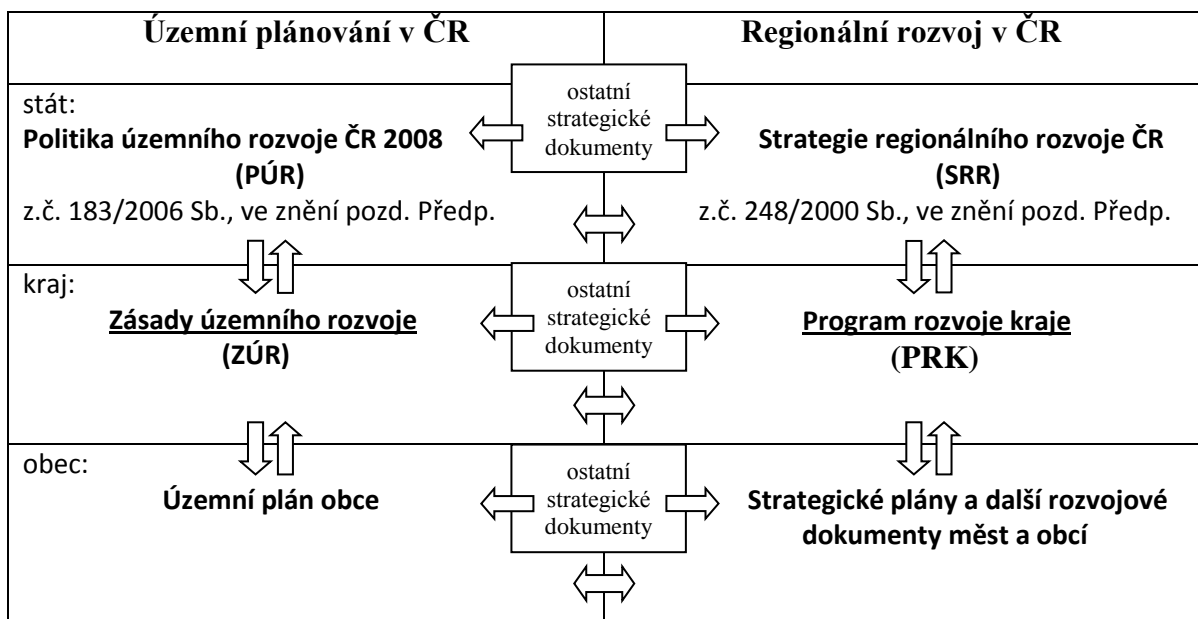 Územní plánování v ČR
Regionální rozvoj v ČR
stát:
Politika územního rozvoje ČR 2008
(PÚR)
z.č. 183/2006 Sb., ve znění pozd. Předp.
ostatní
strategické
dokumenty
Strategie regionálního rozvoje ČR
(SRR)
z.č. 248/2000 Sb., ve znění pozd. Předp.
kraj:
Zásady územního rozvoje
(ZÚR)
ostatní
strategické
dokumenty
Program rozvoje kraje
(PRK)
obec:
Územní plán obce
ostatní
strategické
dokumenty
Strategické plány a další rozvojové
dokumenty měst a obcí